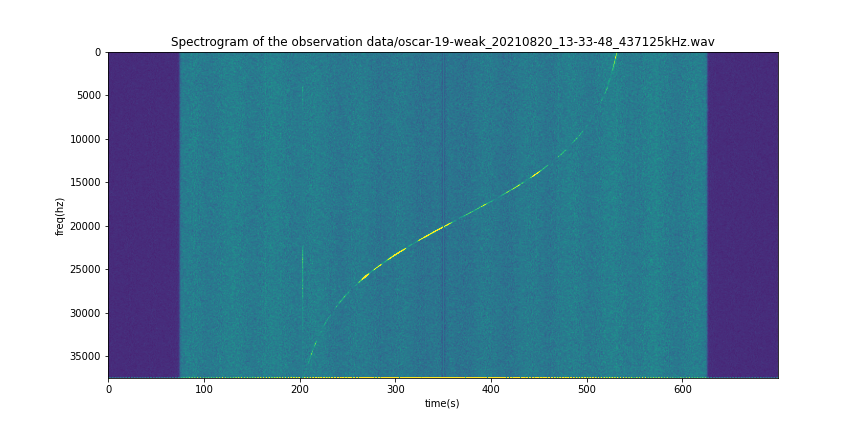 Spectrogram of the observation data/oscar-19-weak_20210820_13-33-48_437125kHz.wav
0
5000
10000
15000
20000
25000
30000
35000
freq(hz)
0 100 200 300 400 500 600
time(s)